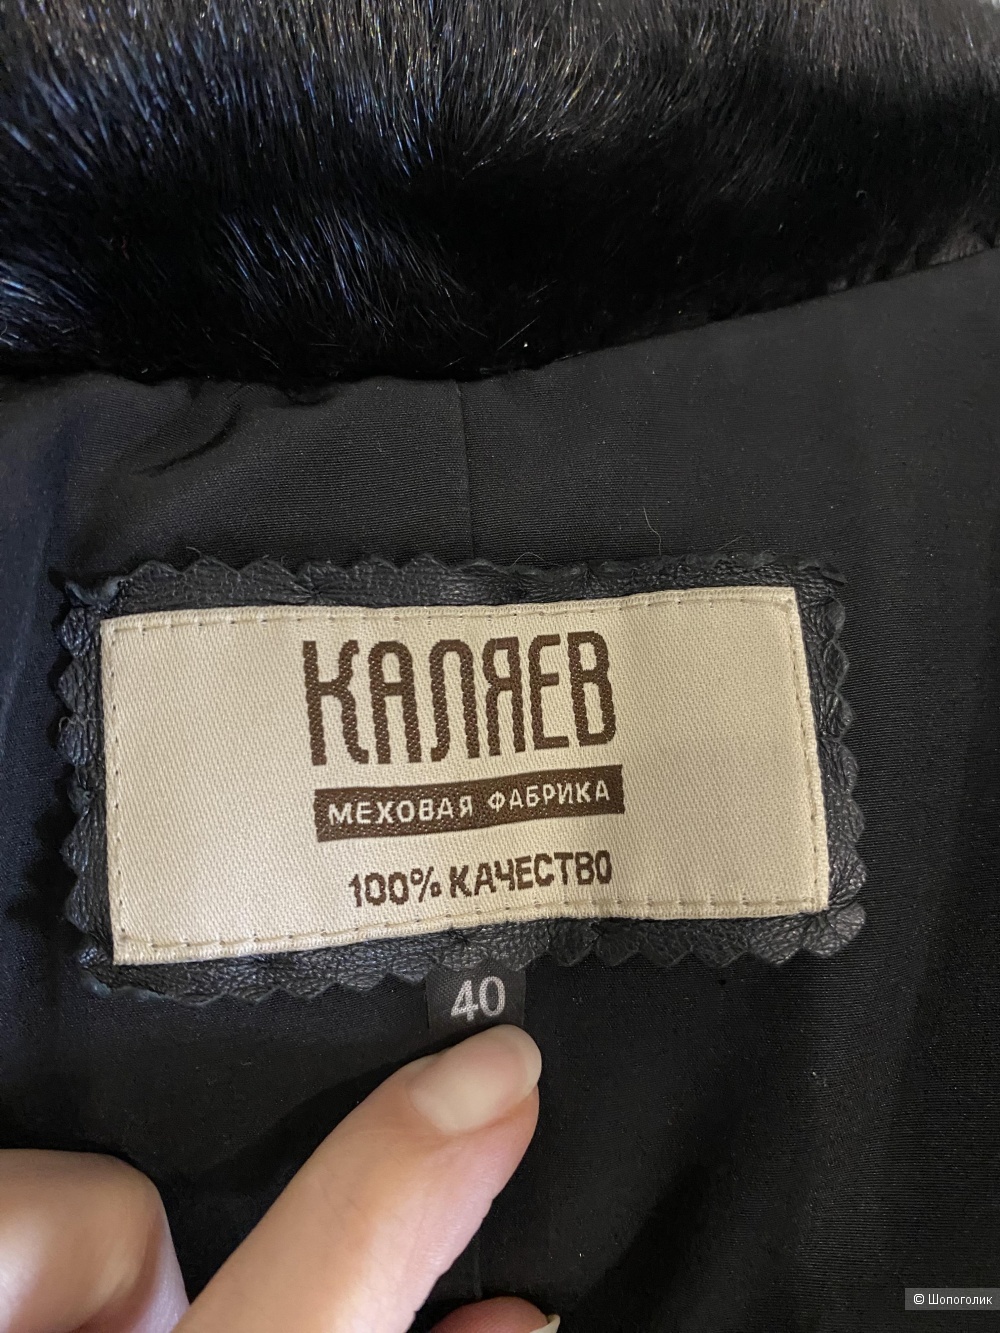 КАЛЯЕВ
МЕХОВАЯ ФАБРИКА
100% КАЧЕСТВО
40
© Шопоголик